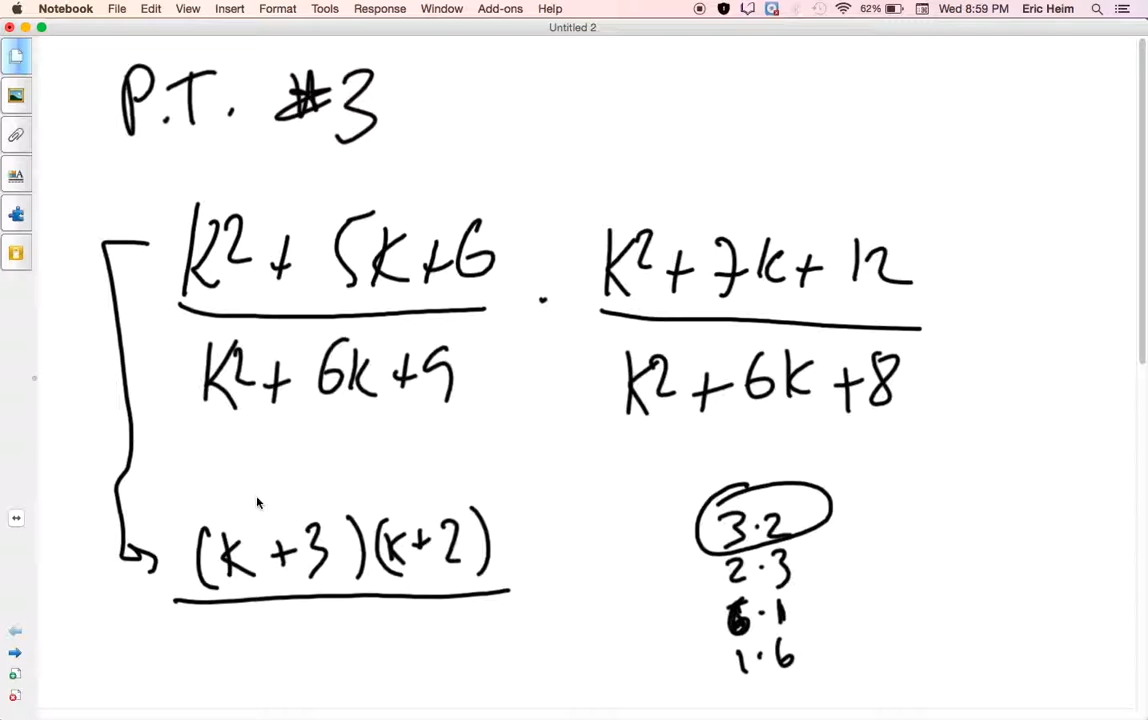 Notebook File Edit View Insert Format Tools Response Window Add-ons Help 62% Wed 8:59 PM Eric Heim
Untitled 2
P.T. #3
k² + 5k + 6 · k² + 7k + 12
k² + 6k + 9 k² + 6k + 8
(k + 3)(k + 2)
3·2
2·3
6·1
1·6